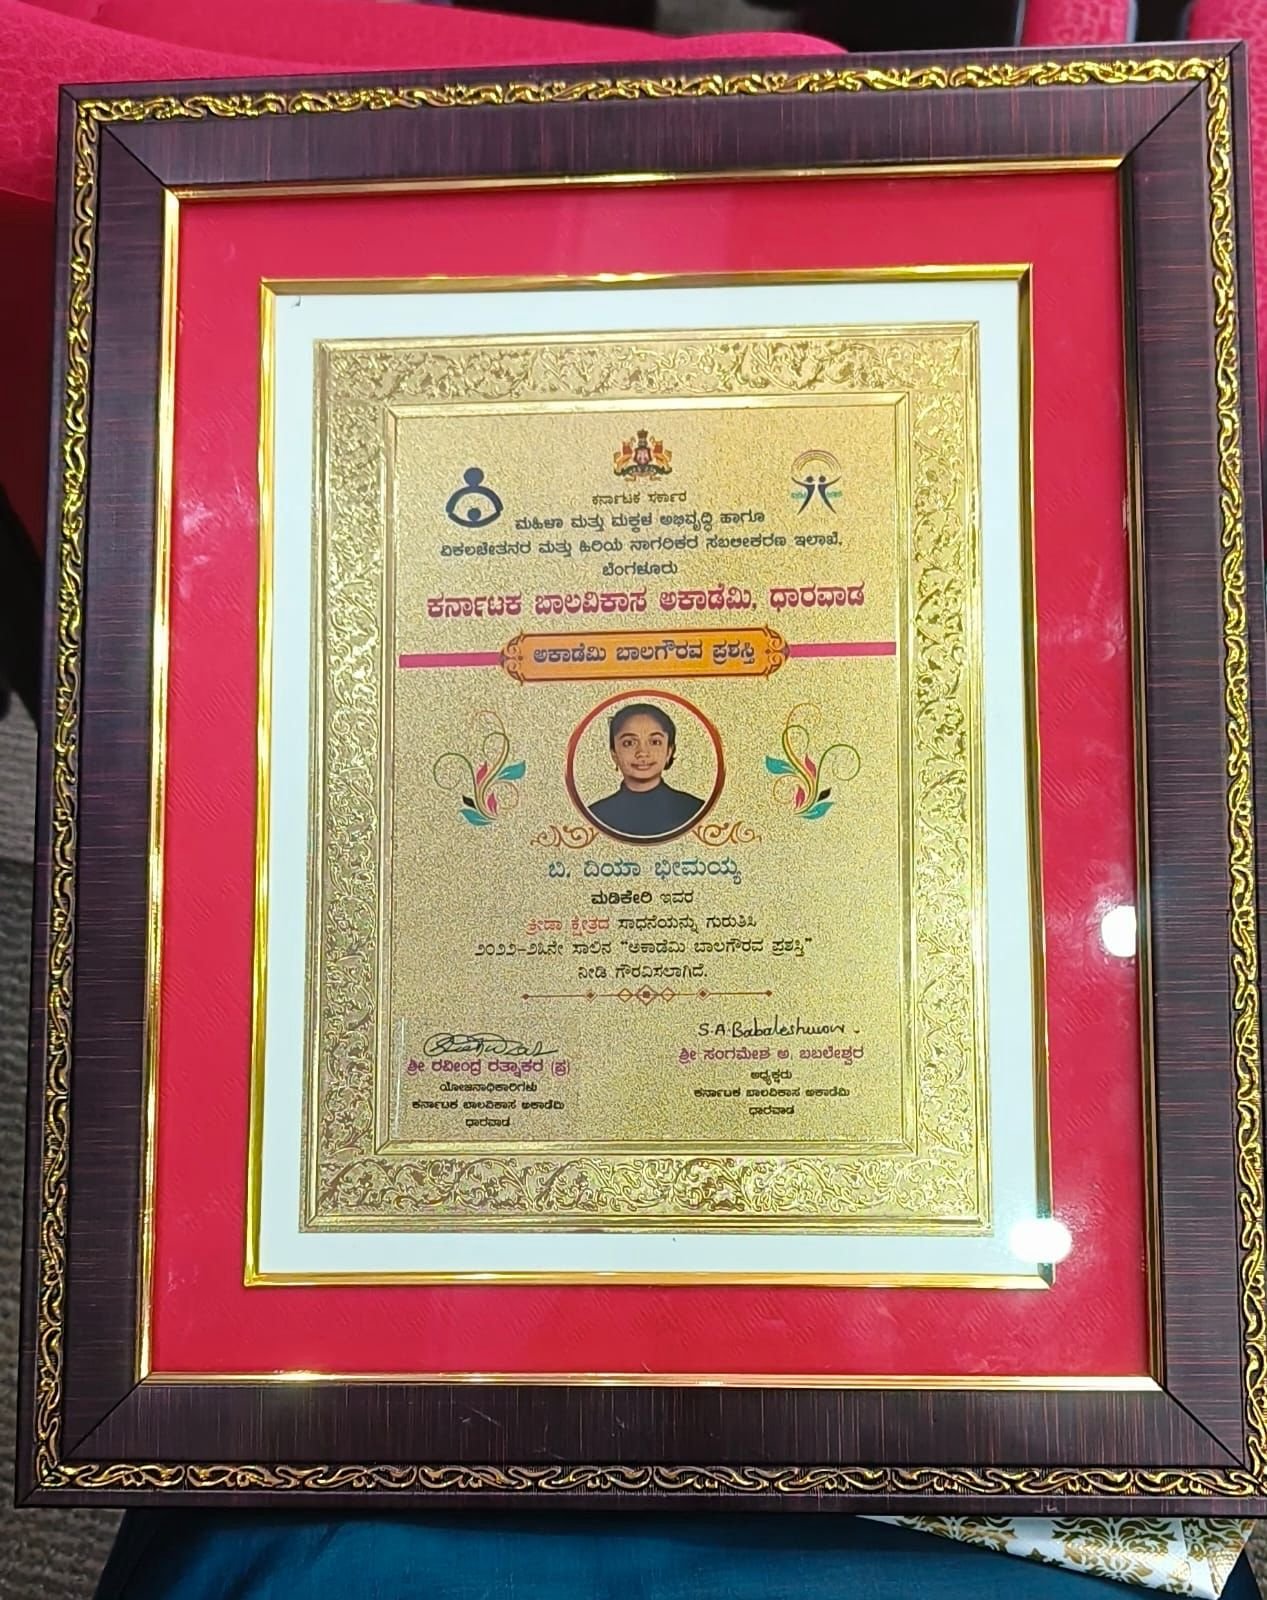 ಕರ್ನಾಟಕ ಸರ್ಕಾರ
ಮಹಿಳಾ ಮತ್ತು ಮಕ್ಕಳ ಅಭಿವೃದ್ಧಿ ಹಾಗೂ
ವಿಕಲಚೇತನರ ಮತ್ತು ಹಿರಿಯ ನಾಗರಿಕರ ಸಬಲೀಕರಣ ಇಲಾಖೆ,
ಬೆಂಗಳೂರು
ಕರ್ನಾಟಕ ಬಾಲವಿಕಾಸ ಅಕಾಡೆಮಿ, ಧಾರವಾಡ
ಅಕಾಡೆಮಿ ಬಾಲಗೌರವ ಪ್ರಶಸ್ತಿ
ಬಿ. ದಿಯಾ ಭೀಮಯ್ಯ
ಮಡಿಕೇರಿ ಇವರ
ಕ್ರೀಡಾ ಕ್ಷೇತ್ರದ ಸಾಧನೆಯನ್ನು ಗುರುತಿಸಿ
೨೦೨೨-೨೩ನೇ ಸಾಲಿನ "ಅಕಾಡೆಮಿ ಬಾಲಗೌರವ ಪ್ರಶಸ್ತಿ"
ನೀಡಿ ಗೌರವಿಸಲಾಗಿದೆ.
S.A.Babaleshwar.
ಶ್ರೀ ರವೀಂದ್ರ ರತ್ನಾಕರ (ಪ್ರ)
ಯೋಜನಾಧಿಕಾರಿಗಳು
ಕರ್ನಾಟಕ ಬಾಲವಿಕಾಸ ಅಕಾಡೆಮಿ
ಧಾರವಾಡ
ಶ್ರೀ ಸಂಗಮೇಶ ಅ. ಬಬಲೇಶ್ವರ
ಅಧ್ಯಕ್ಷರು
ಕರ್ನಾಟಕ ಬಾಲವಿಕಾಸ ಅಕಾಡೆಮಿ
ಧಾರವಾಡ